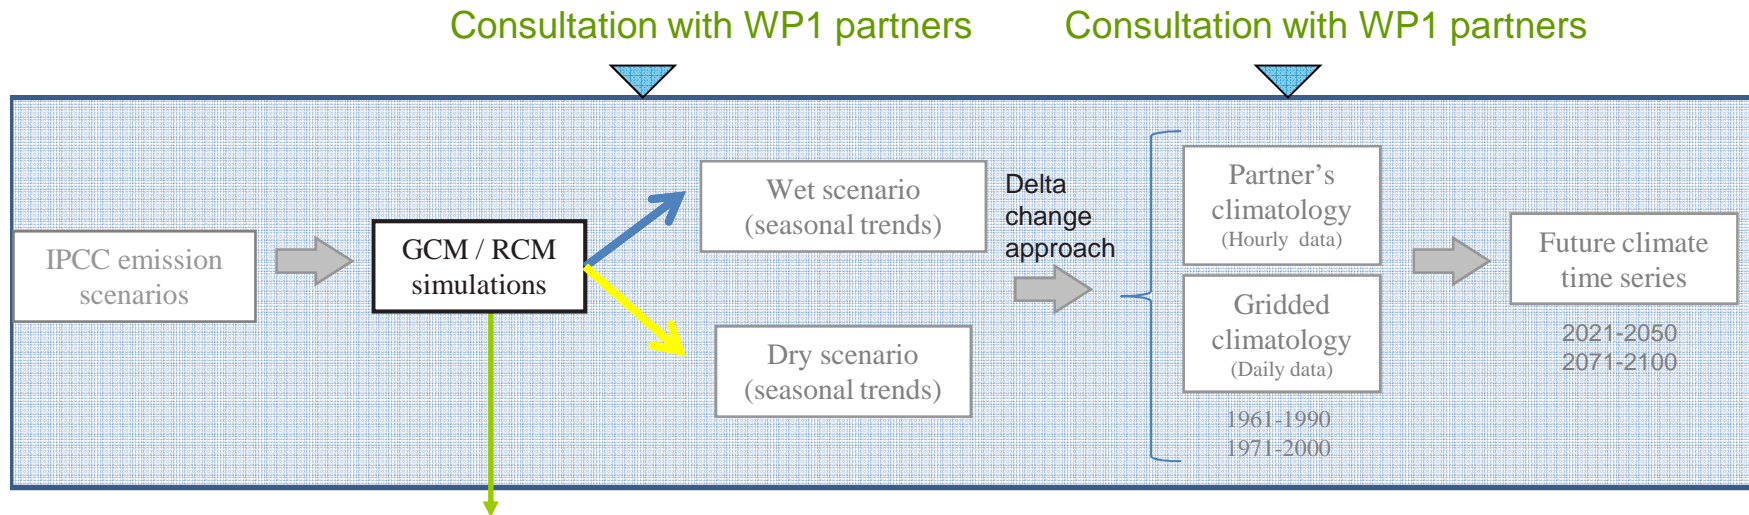 Consultation with WP1 partners
Consultation with WP1 partners
IPCC emission
scenarios
GCM / RCM
simulations
Wet scenario
(seasonal trends)
Dry scenario
(seasonal trends)
Delta
change
approach
Partner's
climatology
(Hourly data)
Gridded
climatology
(Daily data)
1961-1990
1971-2000
Future climate
time series
2021-2050
2071-2100